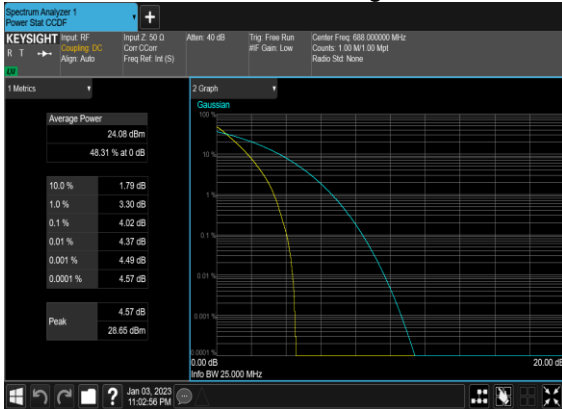 Spectrum Analyzer 1
Power Stat CCDF
KEYSIGHT
R T
Input: RF
Coupling: DC
Align: Auto
Input Z: 50 Ω
Corr CCorr
Freq Ref: Int (S)
Atten: 40 dB
Trig: Free Run
#IF Gain: Low
Center Freq: 688.000000 MHz
Counts: 1.00 M/1.00 Mpt
Radio Std: None
1 Metrics
Average Power
24.08 dBm
48.31 % at 0 dB
10.0 % 1.79 dB
1.0 % 3.30 dB
0.1 % 4.02 dB
0.01 % 4.37 dB
0.001 % 4.49 dB
0.0001 % 4.57 dB
Peak
4.57 dB
28.65 dBm
2 Graph
Gaussian
100 %
10 %
1 %
0.1 %
0.01 %
0.001 %
0.0001 %
0.00 dB
20.00 dB
Info BW 25.000 MHz
Jan 03, 2023
11:02:56 PM